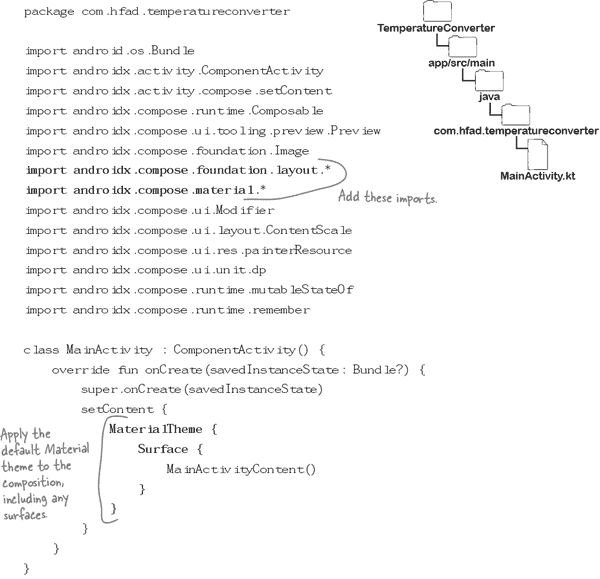 package com.hfad.temperatureconverter
TemperatureConverter
app/src/main
java
com.hfad.temperatureconverter
MainActivity.kt
import android.os.Bundle
import androidx.activity.ComponentActivity
import androidx.activity.compose.setContent
import androidx.compose.runtime.Composable
import androidx.compose.ui.tooling.preview.Preview
import androidx.compose.foundation.Image
import androidx.compose.foundation.layout.*
import androidx.compose.material.*
Add these imports.
import androidx.compose.ui.Modifier
import androidx.compose.ui.layout.ContentScale
import androidx.compose.ui.res.painterResource
import androidx.compose.ui.unit.dp
import androidx.compose.runtime.mutableStateOf
import androidx.compose.runtime.remember
class MainActivity : ComponentActivity() {
override fun onCreate(savedInstanceState: Bundle?) {
super.onCreate(savedInstanceState)
setContent {
MaterialTheme {
Surface {
MainActivityContent()
}
}
}
}
}
Apply the
default Material
theme to the
composition,
including any
surfaces.